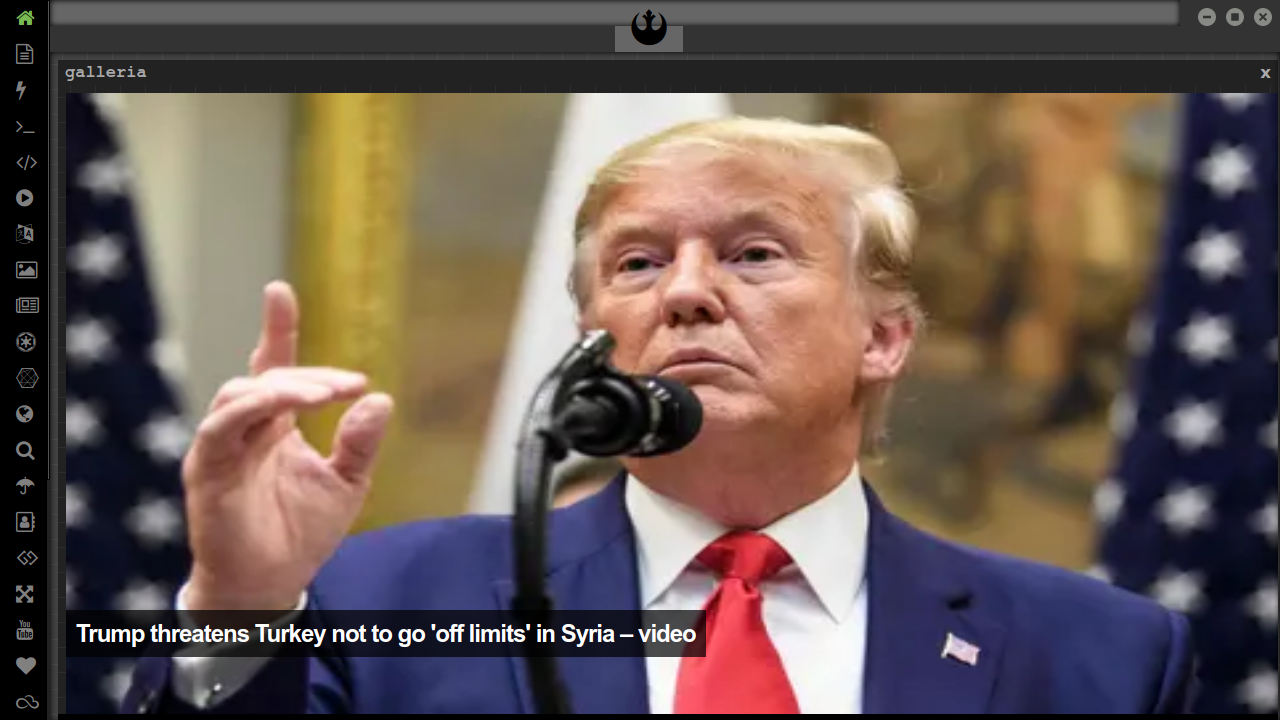 galleria
x
Trump threatens Turkey not to go 'off limits' in Syria – video
You
Tube